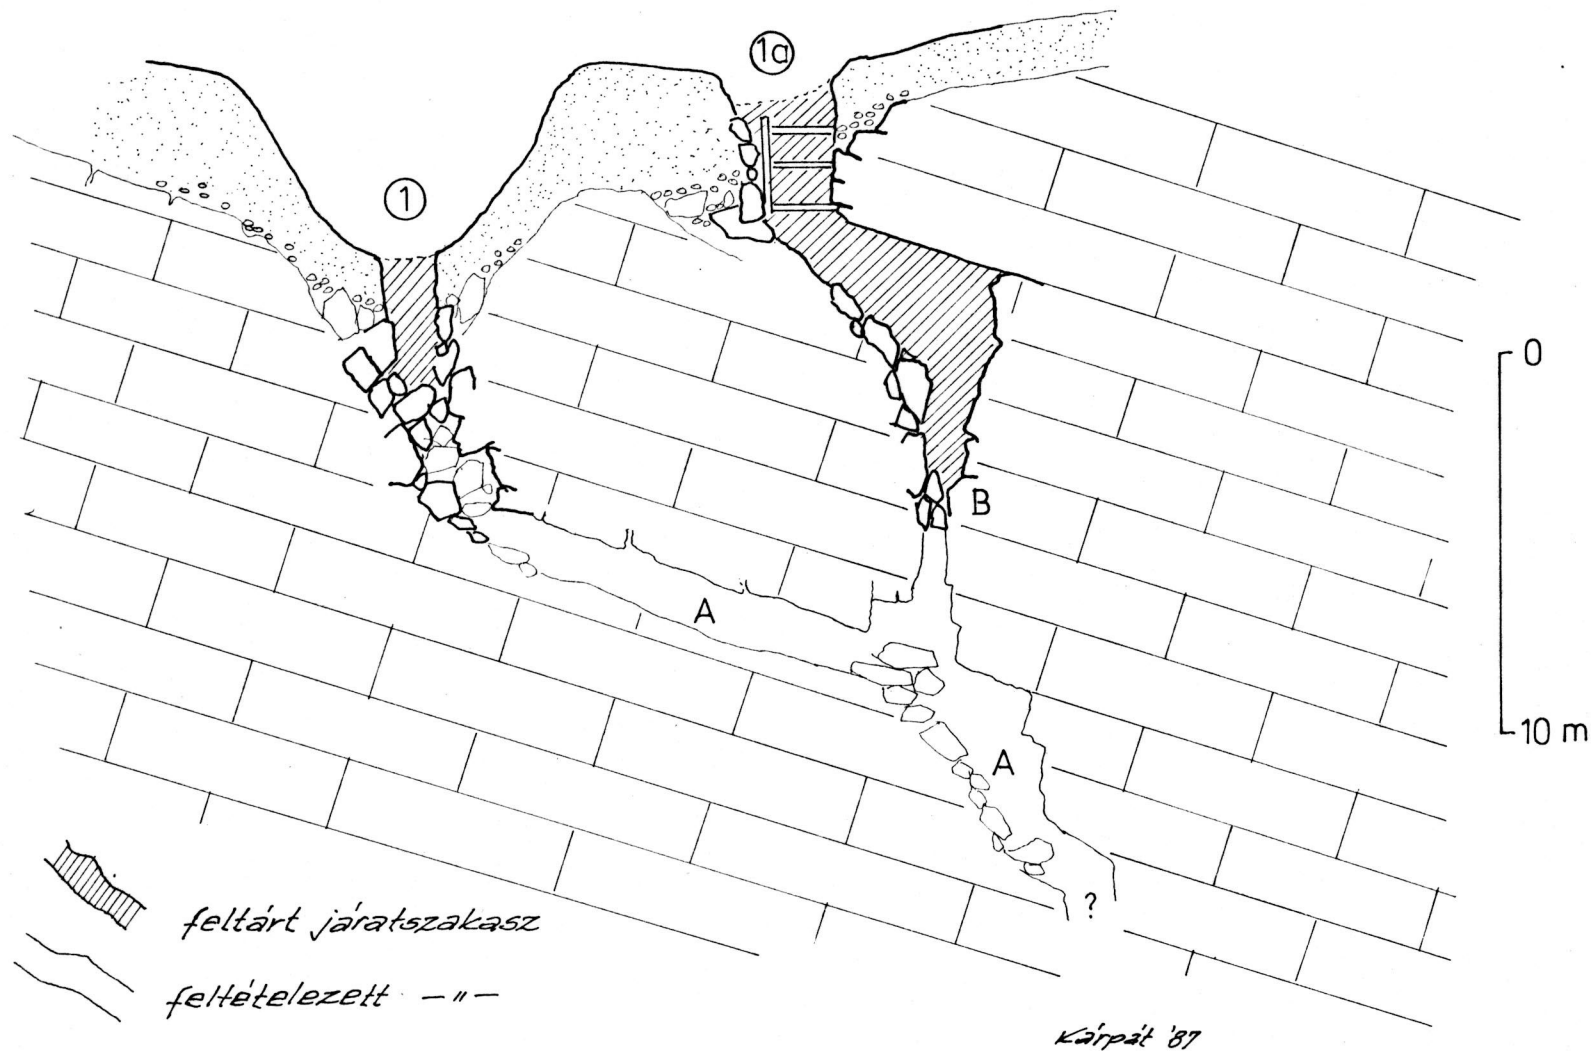 1a
1
0
B
A
10 m
A
?
feltárt járatszakasz
feltételezett —〃—
Kárpát '87